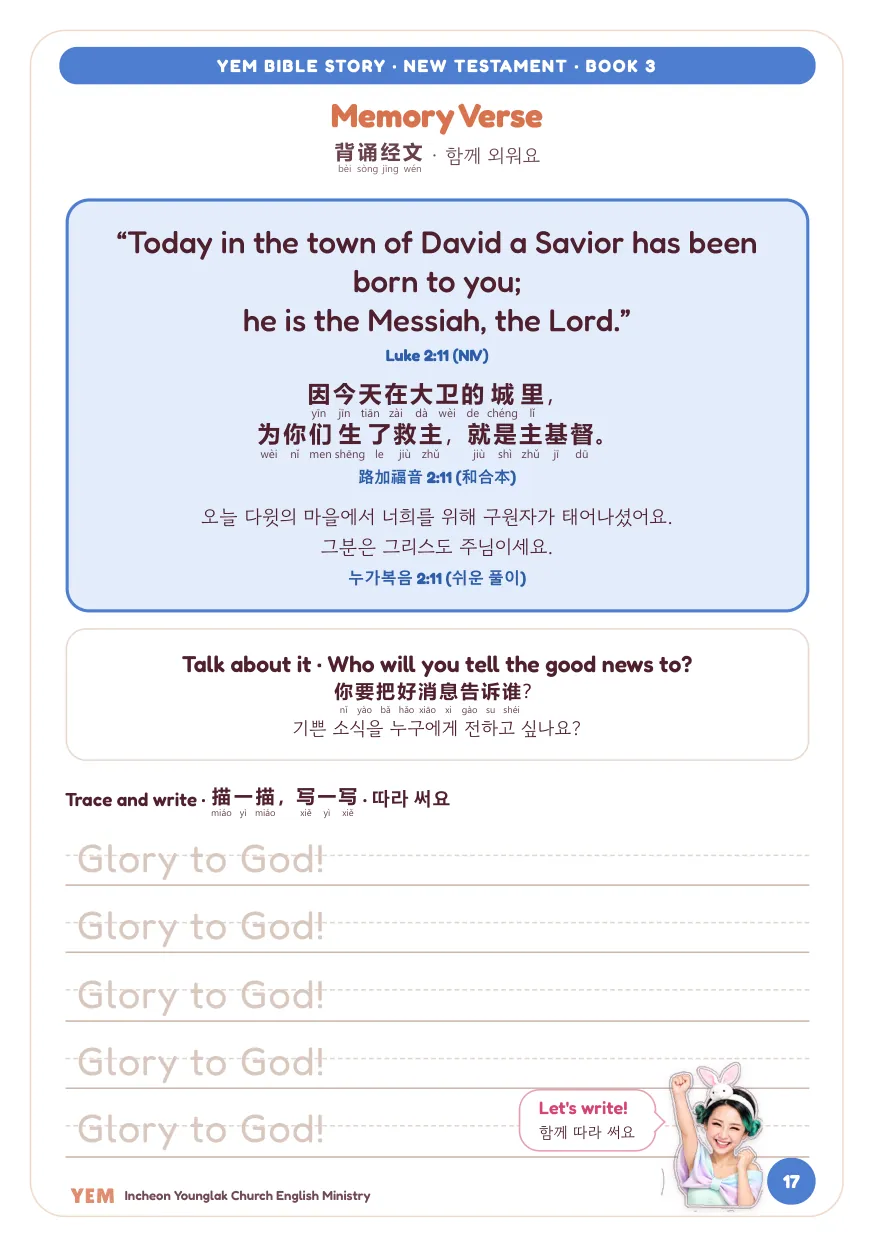 YEM BIBLE STORY · NEW TESTAMENT · BOOK 3
Memory Verse
背诵经文 · 함께 외워요
bèi sòng jīng wén
“Today in the town of David a Savior has been
born to you;
he is the Messiah, the Lord.”
Luke 2:11 (NIV)
因今天在大卫的城里，
yīn jīn tiān zài dà wèi de chéng lǐ
为你们生了救主，就是主基督。
wèi nǐ men shēng le jiù zhǔ jiù shì zhǔ jī dū
路加福音 2:11 (和合本)
오늘 다윗의 마을에서 너희를 위해 구원자가 태어나셨어요.
그분은 그리스도 주님이세요.
누가복음 2:11 (쉬운 풀이)
Talk about it · Who will you tell the good news to?
你要把好消息告诉谁?
nǐ yào bǎ hǎo xiāo xi gào su shéi
기쁜 소식을 누구에게 전하고 싶나요?
Trace and write · 描一描，写一写 · 따라 써요
miáo yi miáo xiě yì xiě
Glory to God!
Glory to God!
Glory to God!
Glory to God!
Glory to God!
Let's write!
함께 따라 써요
YEM Incheon Younglak Church English Ministry
17